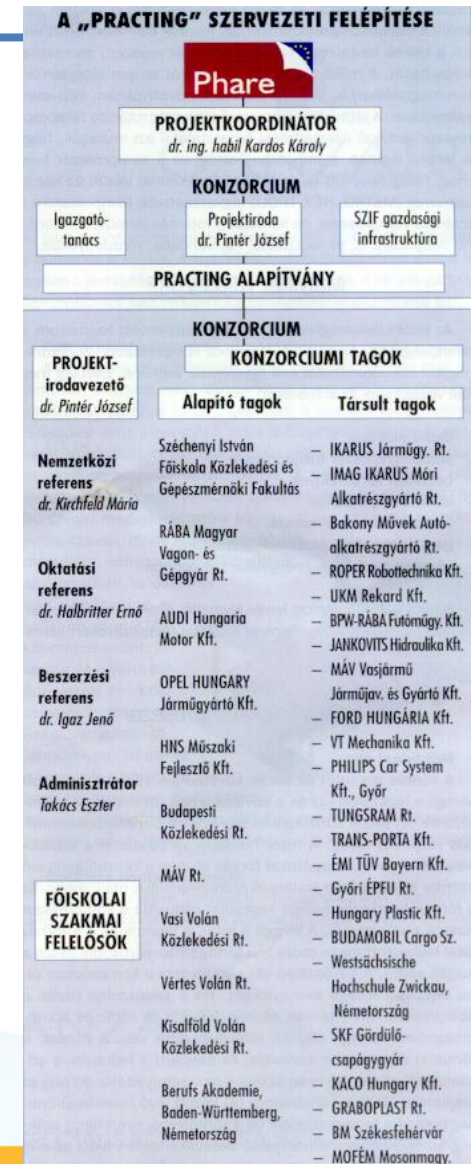 A „PRACTING” SZERVEZETI FELÉPÍTÉSE
Phare
PROJEKTKOORDINÁTOR
dr. ing. habil Kardos Károly
KONZORCIUM
Igazgató-
tanács
Projektiroda
dr. Pintér József
SZIF gazdasági
infrastruktúra
PRACTING ALAPÍTVÁNY
KONZORCIUM
PROJEKT-
irodavezető
dr. Pintér József
Nemzetközi
referens
dr. Kirchfeld Mária
Oktatási
referens
dr. Halbritter Ernő
Beszerzési
referens
dr. Igaz Jenő
Adminisztrátor
Takács Eszter
FŐISKOLAI
SZAKMAI
FELELŐSÖK
KONZORCIUMI TAGOK
Alapító tagok
Széchenyi István
Főiskola Közlekedési és
Gépészmérnöki Fakultás
RÁBA Magyar
Vagon- és
Gépgyár Rt.
AUDI Hungaria
Motor Kft.
OPEL HUNGARY
Járműgyártó Kft.
HNS Műszaki
Fejlesztő Kft.
Budapesti
Közlekedési Rt.
MÁV Rt.
Vasi Volán
Közlekedési Rt.
Vértes Volán Rt.
Kisalföld Volán
Közlekedési Rt.
Berufs Akademie,
Baden-Württemberg,
Németország
Társult tagok
– IKARUS Járműgy. Rt.
– IMAG IKARUS Móri
Alkatrészgyártó Rt.
– Bakony Művek Autó-
alkatrészgyártó Rt.
– ROPER Robottechnika Kft.
– UKM Rekard Kft.
– BPW-RÁBA Futóműgy. Kft.
– JANKOVITS Hidraulika Kft.
– MÁV Vasjármű
Járműjav. és Gyártó Kft.
– FORD HUNGÁRIA Kft.
– VT Mechanika Kft.
– PHILIPS Car System
Kft., Győr
– TUNGSRAM Rt.
– TRANS-PORTA Kft.
– ÉMI TÜV Bayern Kft.
– Győri ÉPFU Rt.
– Hungary Plastic Kft.
– BUDAMOBIL Cargo Sz.
– Westsächsische
Hochschule Zwickau,
Németország
– SKF Gördülő-
csapágygyár
– KACO Hungary Kft.
– GRABOPLAST Rt.
– BM Székesfehérvár
– MOFÉM Mosonmagy.